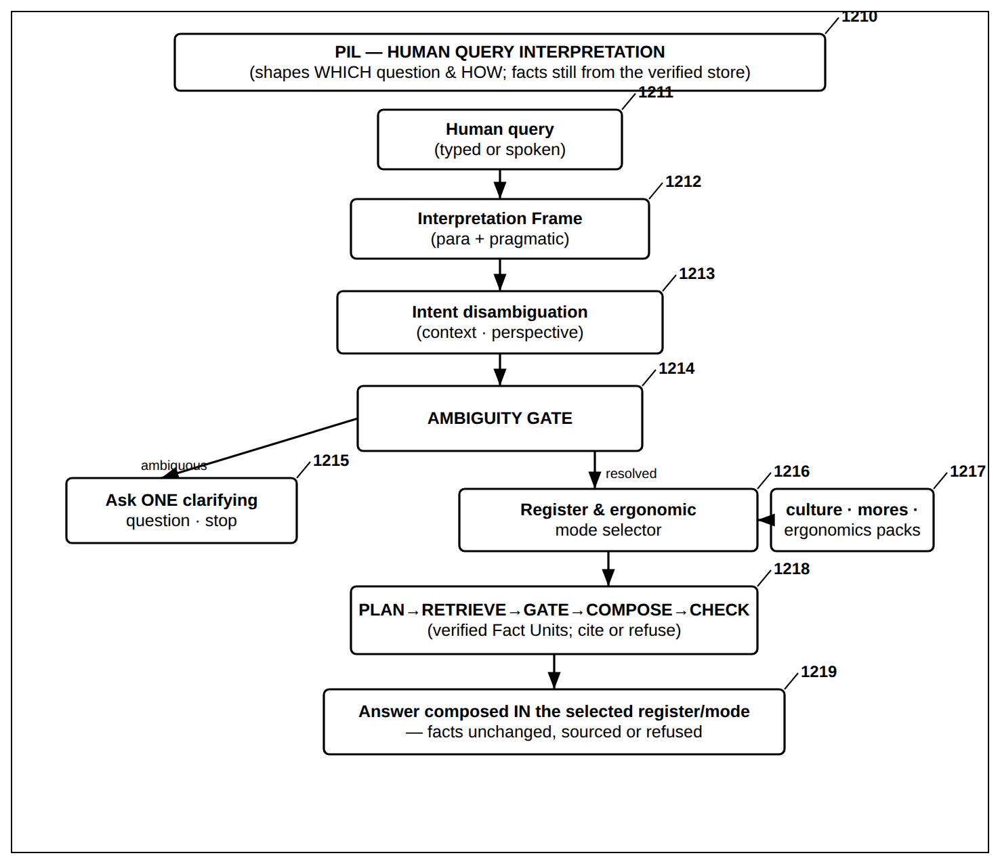 1210
PIL — HUMAN QUERY INTERPRETATION
(shapes WHICH question & HOW; facts still from the verified store)
1211
Human query
(typed or spoken)
1212
Interpretation Frame
(para + pragmatic)
1213
Intent disambiguation
(context · perspective)
1214
AMBIGUITY GATE
ambiguous
1215
Ask ONE clarifying
question · stop
resolved
1216
Register & ergonomic
mode selector
1217
culture · mores ·
ergonomics packs
1218
PLAN→RETRIEVE→GATE→COMPOSE→CHECK
(verified Fact Units; cite or refuse)
1219
Answer composed IN the selected register/mode
— facts unchanged, sourced or refused